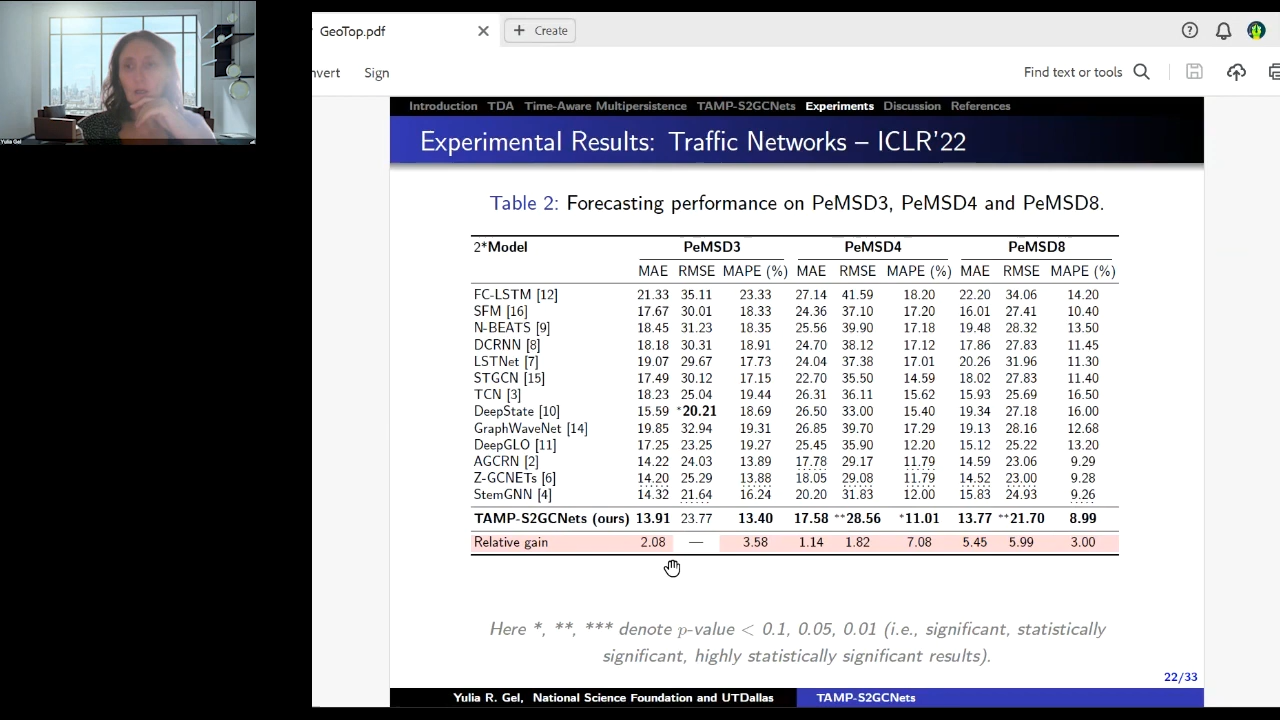 GeoTop.pdf
Create
nvert Sign Find text or tools
Yulia Gel
Introduction TDA Time-Aware Multipersistence TAMP-S2GCNets Experiments Discussion References
Experimental Results: Traffic Networks – ICLR'22
Table 2: Forecasting performance on PeMSD3, PeMSD4 and PeMSD8.
2*Model PeMSD3 PeMSD4 PeMSD8
MAE RMSE MAPE (%) MAE RMSE MAPE (%) MAE RMSE MAPE (%)
FC-LSTM [12] 21.33 35.11 23.33 27.14 41.59 18.20 22.20 34.06 14.20
SFM [16] 17.67 30.01 18.33 24.36 37.10 17.20 16.01 27.41 10.40
N-BEATS [9] 18.45 31.23 18.35 25.56 39.90 17.18 19.48 28.32 13.50
DCRNN [8] 18.18 30.31 18.91 24.70 38.12 17.12 17.86 27.83 11.45
LSTNet [7] 19.07 29.67 17.73 24.04 37.38 17.01 20.26 31.96 11.30
STGCN [15] 17.49 30.12 17.15 22.70 35.50 14.59 18.02 27.83 11.40
TCN [3] 18.23 25.04 19.44 26.31 36.11 15.62 15.93 25.69 16.50
DeepState [10] 15.59 *20.21 18.69 26.50 33.00 15.40 19.34 27.18 16.00
GraphWaveNet [14] 19.85 32.94 19.31 26.85 39.70 17.29 19.13 28.16 12.68
DeepGLO [11] 17.25 23.25 19.27 25.45 35.90 12.20 15.12 25.22 13.20
AGCRN [2] 14.22 24.03 13.89 17.78 29.17 11.79 14.59 23.06 9.29
Z-GCNETs [6] 14.20 25.29 13.88 18.05 29.08 11.79 14.52 23.00 9.28
StemGNN [4] 14.32 21.64 16.24 20.20 31.83 12.00 15.83 24.93 9.26
TAMP-S2GCNets (ours) 13.91 23.77 13.40 17.58 **28.56 *11.01 13.77 **21.70 8.99
Relative gain 2.08 — 3.58 1.14 1.82 7.08 5.45 5.99 3.00
Here *, **, *** denote p-value < 0.1, 0.05, 0.01 (i.e., significant, statistically
significant, highly statistically significant results).
22/33
Yulia R. Gel, National Science Foundation and UTDallas TAMP-S2GCNets